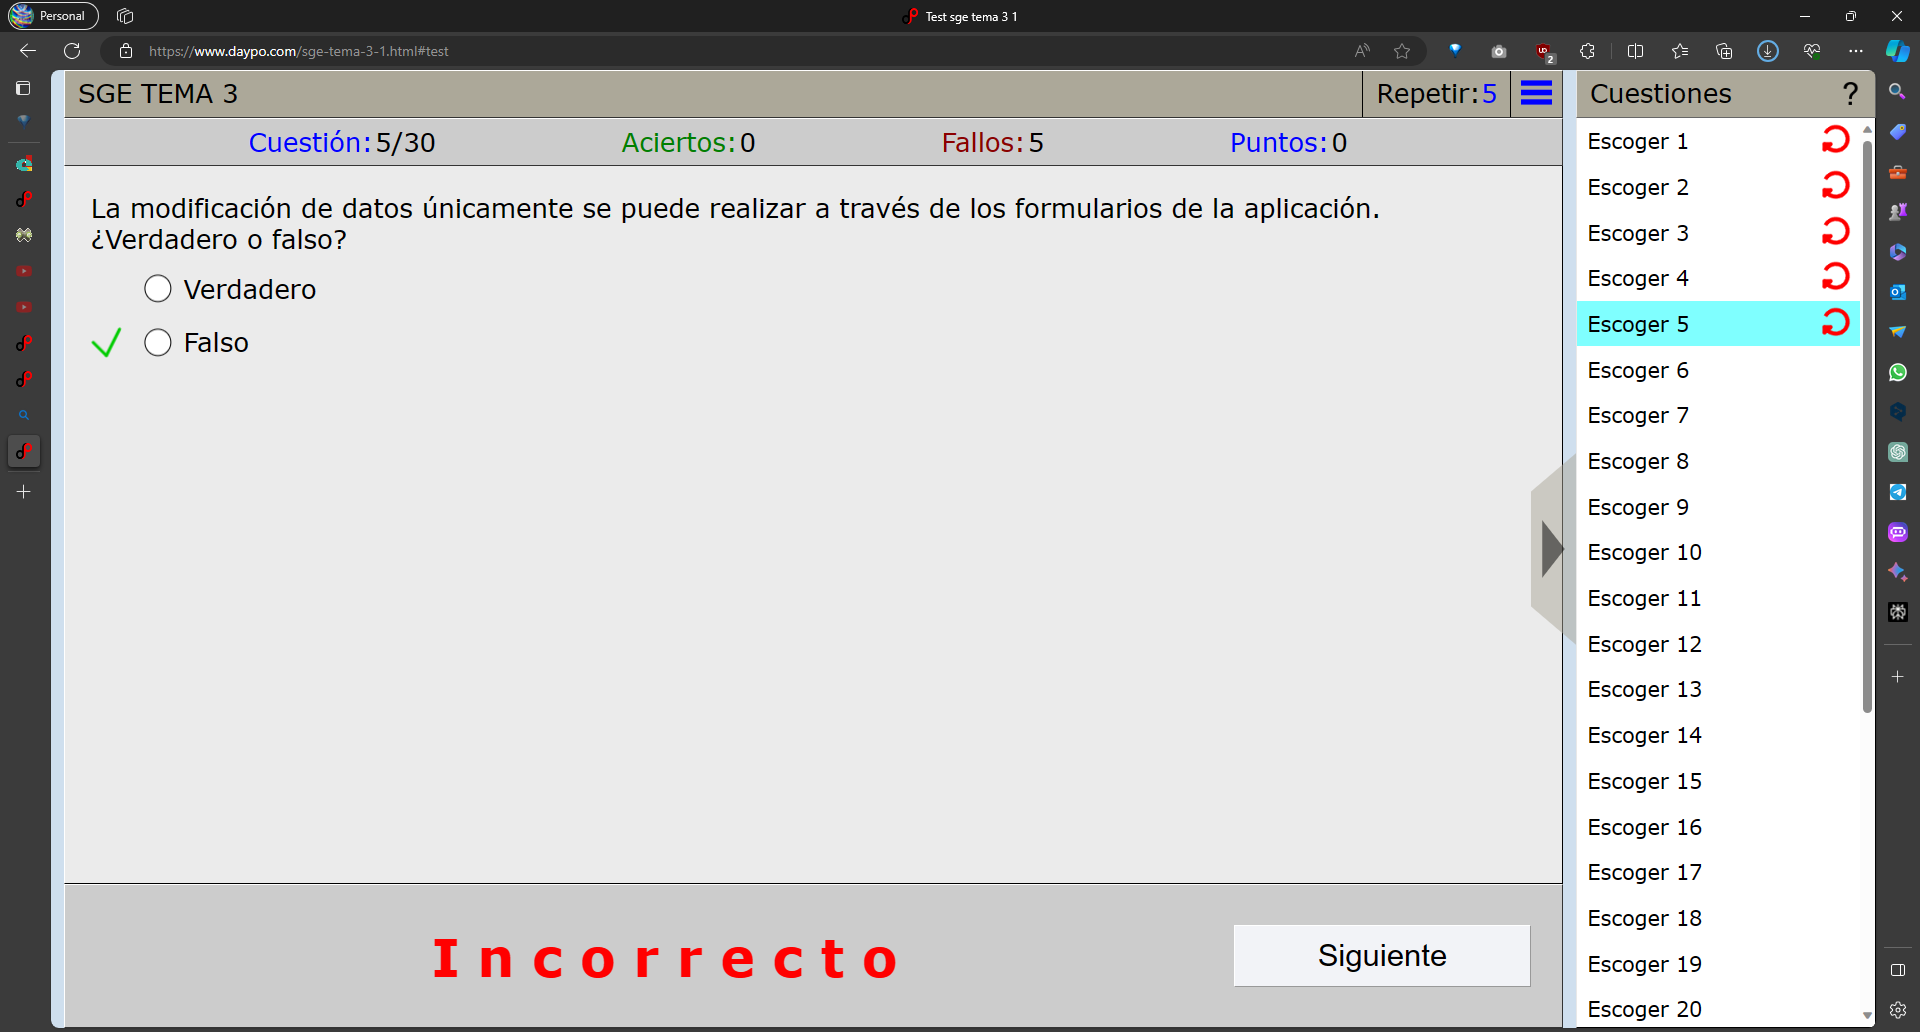 Personal
Test sge tema 3 1
https://www.daypo.com/sge-tema-3-1.html#test
SGE TEMA 3
Repetir:5
Cuestión:5/30
Aciertos:0
Fallos:5
Puntos:0
La modificación de datos únicamente se puede realizar a través de los formularios de la aplicación.
¿Verdadero o falso?
Verdadero
Falso
Incorrecto
Siguiente
Cuestiones
?
Escoger 1
Escoger 2
Escoger 3
Escoger 4
Escoger 5
Escoger 6
Escoger 7
Escoger 8
Escoger 9
Escoger 10
Escoger 11
Escoger 12
Escoger 13
Escoger 14
Escoger 15
Escoger 16
Escoger 17
Escoger 18
Escoger 19
Escoger 20
2